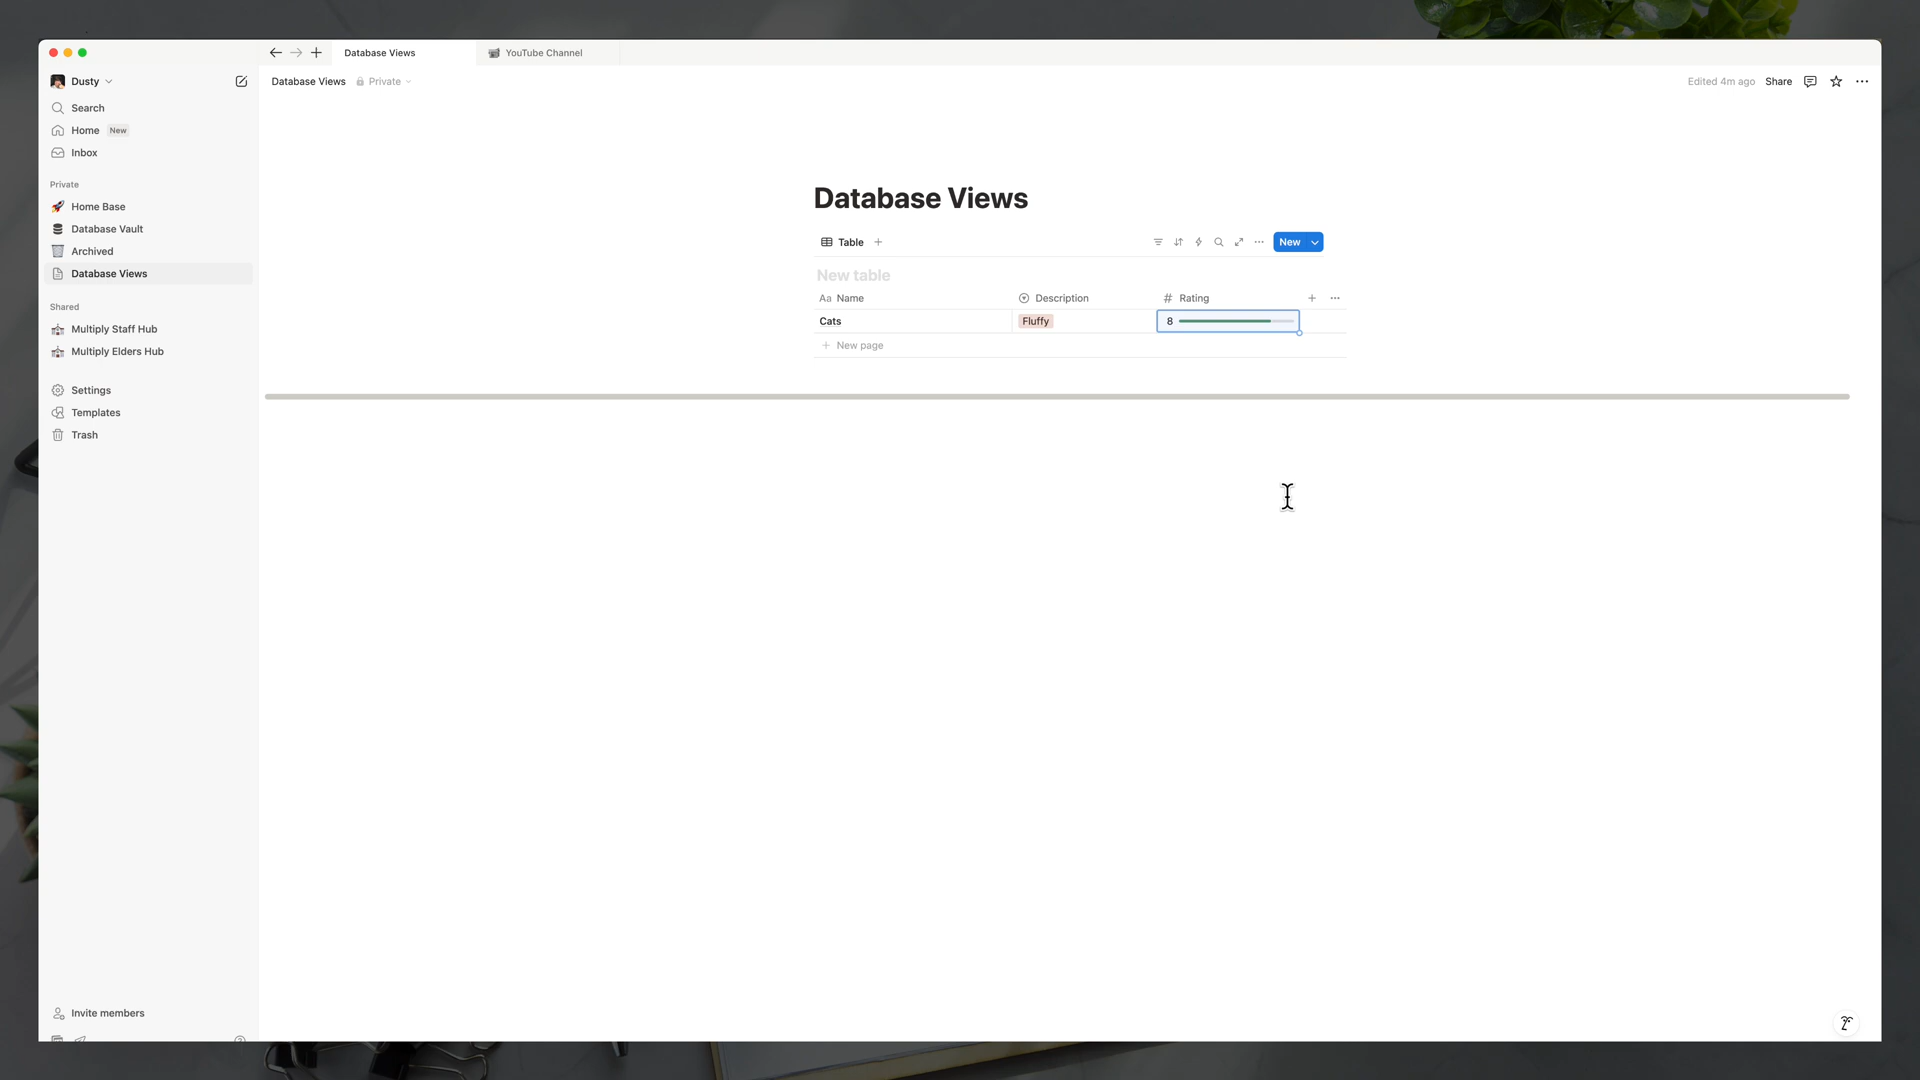 Database Views
YouTube Channel
Dusty
Database Views Private
Edited 4m ago Share
Search
Home New
Inbox
Private
Home Base
Database Vault
Archived
Database Views
Shared
Multiply Staff Hub
Multiply Elders Hub
Settings
Templates
Trash
Invite members
Database Views
Table
New
New table
Aa Name Description # Rating
Cats Fluffy 8
New page